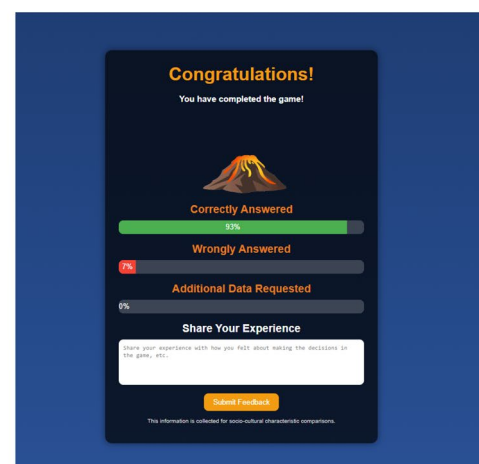 Congratulations!
You have completed the game!
Correctly Answered
93%
Wrongly Answered
7%
Additional Data Requested
0%
Share Your Experience
Share your experience with how you felt about making the decisions in
the game, etc.
Submit Feedback
This information is collected for socio-cultural characteristic comparisons.